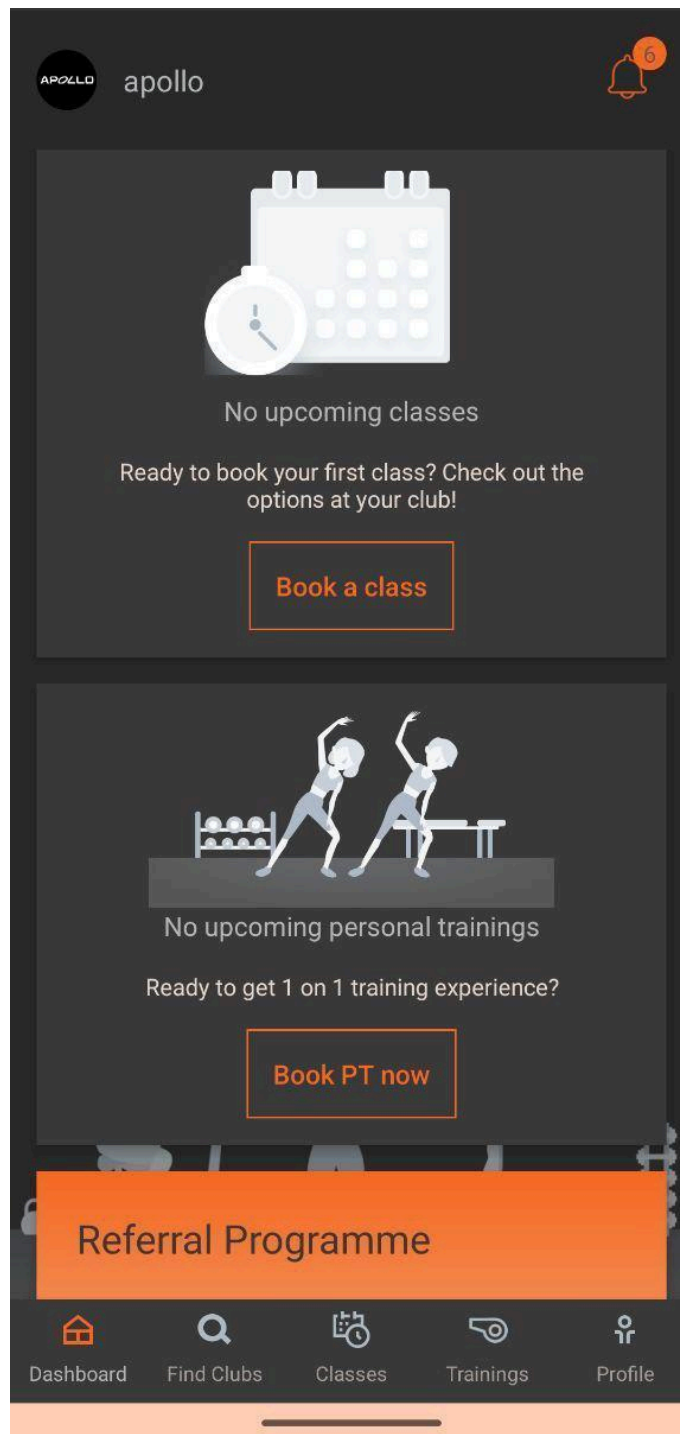 APOLLO
apollo
6
No upcoming classes
Ready to book your first class? Check out the
options at your club!
Book a class
No upcoming personal trainings
Ready to get 1 on 1 training experience?
Book PT now
Referral Programme
Dashboard
Find Clubs
Classes
Trainings
Profile